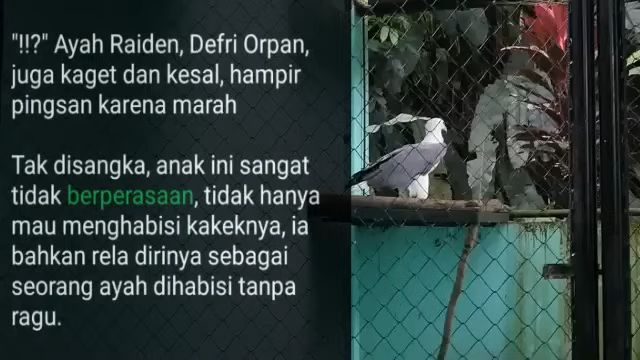 "!!?" Ayah Raiden, Defri Orpan,
juga kaget dan kesal, hampir
pingsan karena marah
Tak disangka, anak ini sangat
tidak berperasaan, tidak hanya
mau menghabisi kakeknya, ia
bahkan rela dirinya sebagai
seorang ayah dihabisi tanpa
ragu.